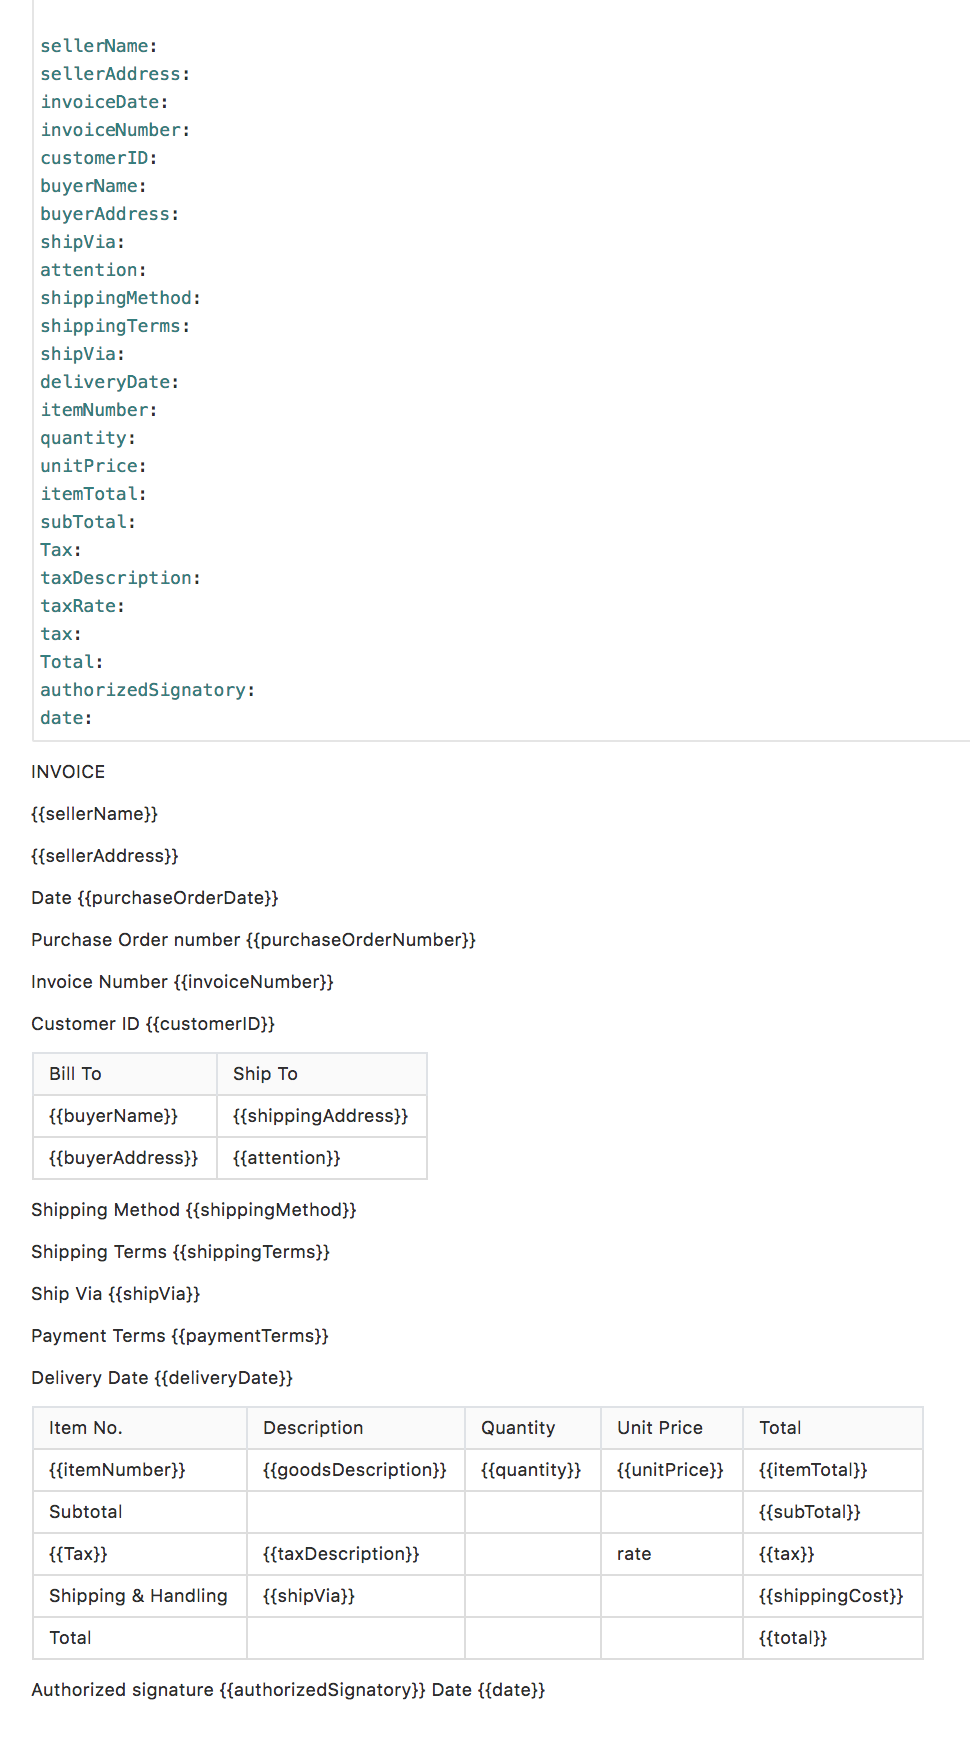 sellerName:
sellerAddress:
invoiceDate:
invoiceNumber:
customerID:
buyerName:
buyerAddress:
shipVia:
attention:
shippingMethod:
shippingTerms:
shipVia:
deliveryDate:
itemNumber:
quantity:
unitPrice:
itemTotal:
subTotal:
Tax:
taxDescription:
taxRate:
tax:
Total:
authorizedSignatory:
date:
INVOICE
{{sellerName}}
{{sellerAddress}}
Date {{purchaseOrderDate}}
Purchase Order number {{purchaseOrderNumber}}
Invoice Number {{invoiceNumber}}
Customer ID {{customerID}}
Bill To Ship To
{{buyerName}} {{shippingAddress}}
{{buyerAddress}} {{attention}}
Shipping Method {{shippingMethod}}
Shipping Terms {{shippingTerms}}
Ship Via {{shipVia}}
Payment Terms {{paymentTerms}}
Delivery Date {{deliveryDate}}
Item No. Description Quantity Unit Price Total
{{itemNumber}} {{goodsDescription}} {{quantity}} {{unitPrice}} {{itemTotal}}
Subtotal {{subTotal}}
{{Tax}} {{taxDescription}} rate {{tax}}
Shipping & Handling {{shipVia}} {{shippingCost}}
Total {{total}}
Authorized signature {{authorizedSignatory}} Date {{date}}